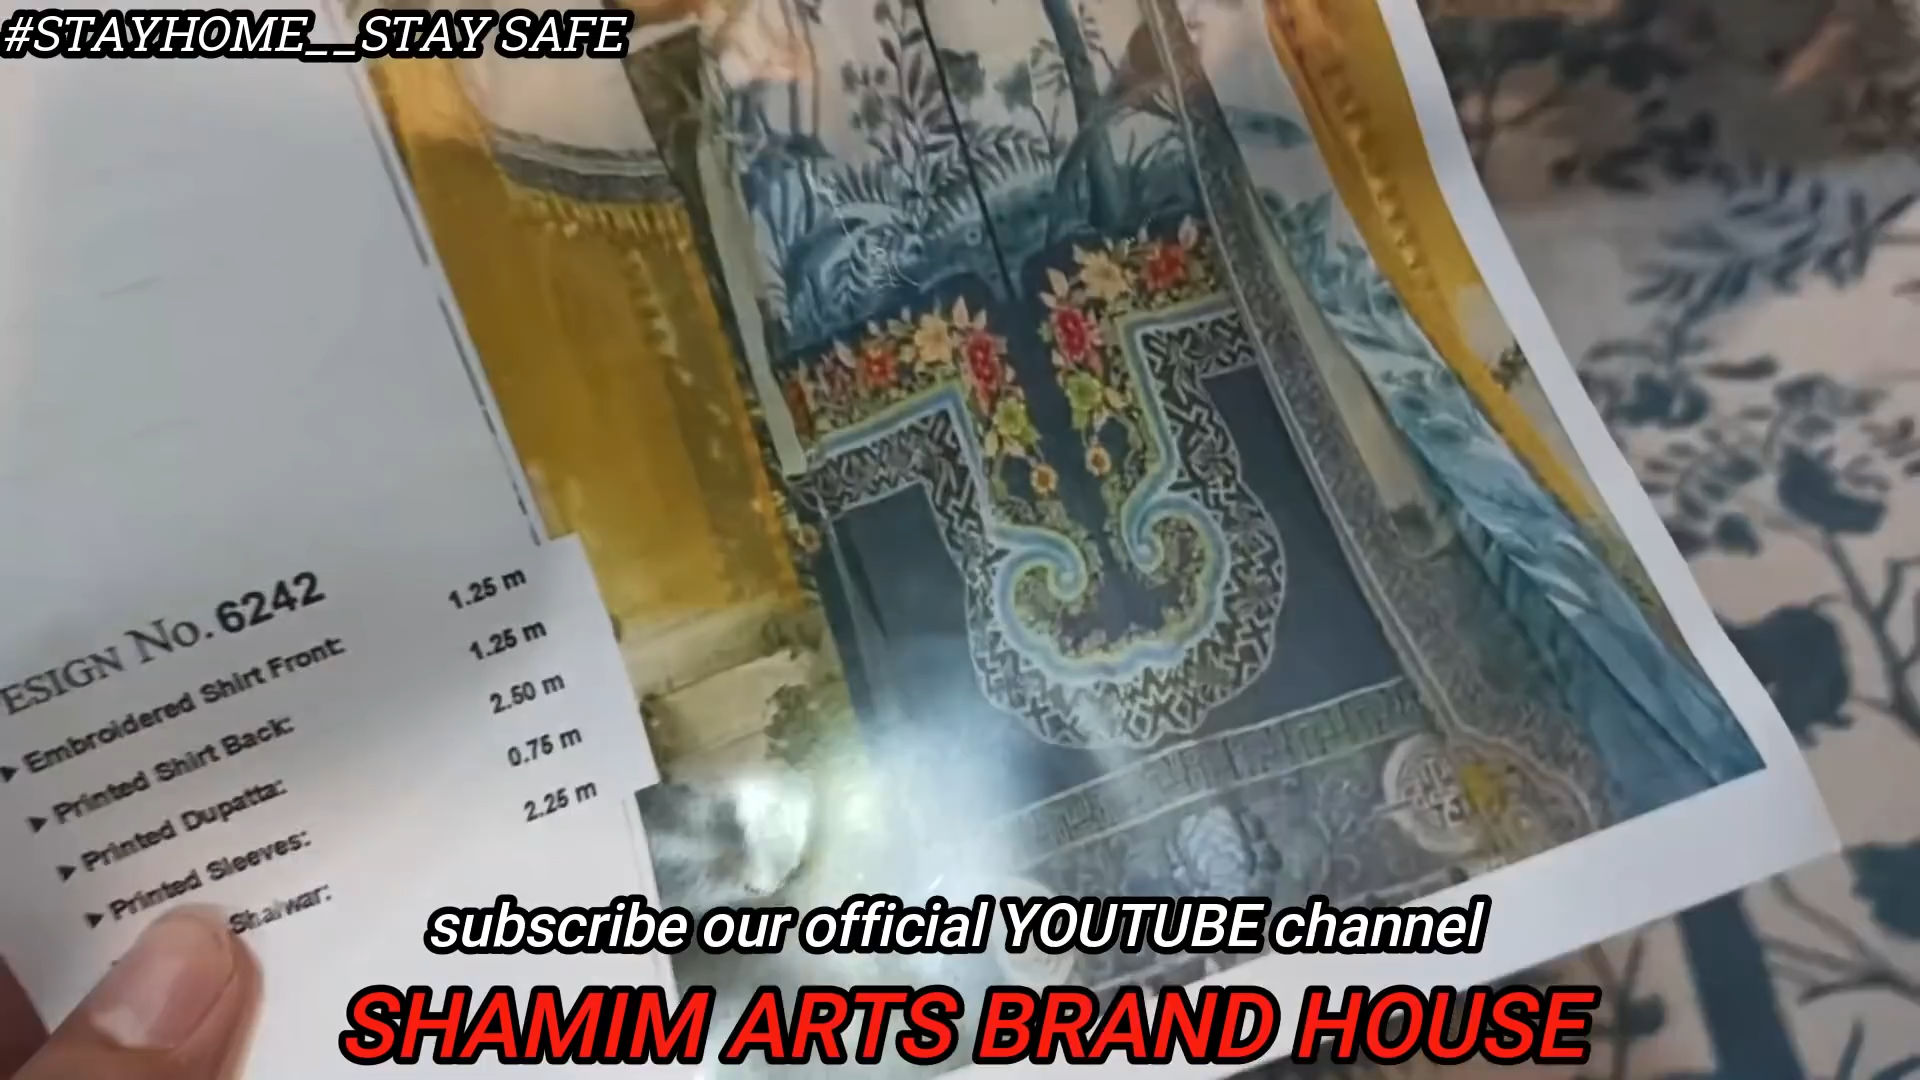 #STAYHOME__STAY SAFE
ESIGN No. 6242
▶ Embroidered Shirt Front: 1.25 m
▶ Printed Shirt Back: 1.25 m
▶ Printed Dupatta: 2.50 m
▶ Printed Sleeves: 0.75 m
Shalwar: 2.25 m
subscribe our official YOUTUBE channel
SHAMIM ARTS BRAND HOUSE